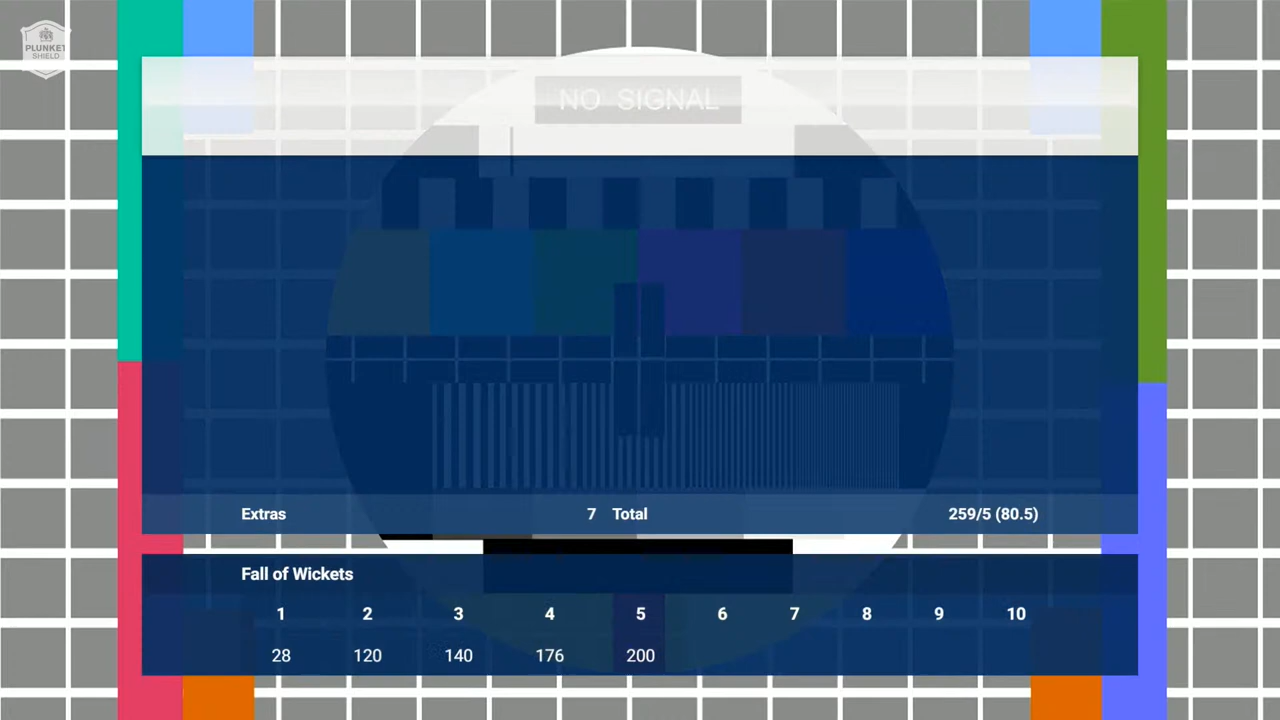 PLUNKET
SHIELD
NO SIGNAL
Extras 7 Total 259/5 (80.5)
Fall of Wickets
1 2 3 4 5 6 7 8 9 10
28 120 140 176 200